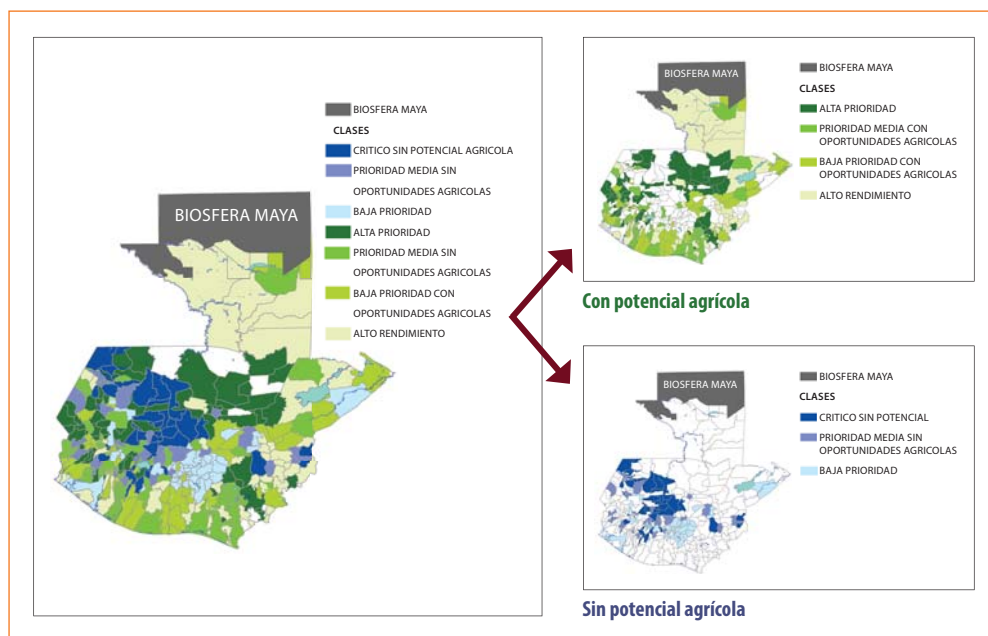 BIOSFERA MAYA
CLASES
CRITICO SIN POTENCIAL AGRICOLA
PRIORIDAD MEDIA SIN
OPORTUNIDADES AGRICOLAS
BAJA PRIORIDAD
ALTA PRIORIDAD
PRIORIDAD MEDIA SIN
OPORTUNIDADES AGRICOLAS
BAJA PRIORIDAD CON
OPORTUNIDADES AGRICOLAS
ALTO RENDIMIENTO
BIOSFERA MAYA
BIOSFERA MAYA
BIOSFERA MAYA
CLASES
ALTA PRIORIDAD
PRIORIDAD MEDIA CON
OPORTUNIDADES AGRICOLAS
BAJA PRIORIDAD CON
OPORTUNIDADES AGRICOLAS
ALTO RENDIMIENTO
Con potencial agrícola
BIOSFERA MAYA
BIOSFERA MAYA
CLASES
CRITICO SIN POTENCIAL
PRIORIDAD MEDIA SIN
OPORTUNIDADES AGRICOLAS
BAJA PRIORIDAD
Sin potencial agrícola